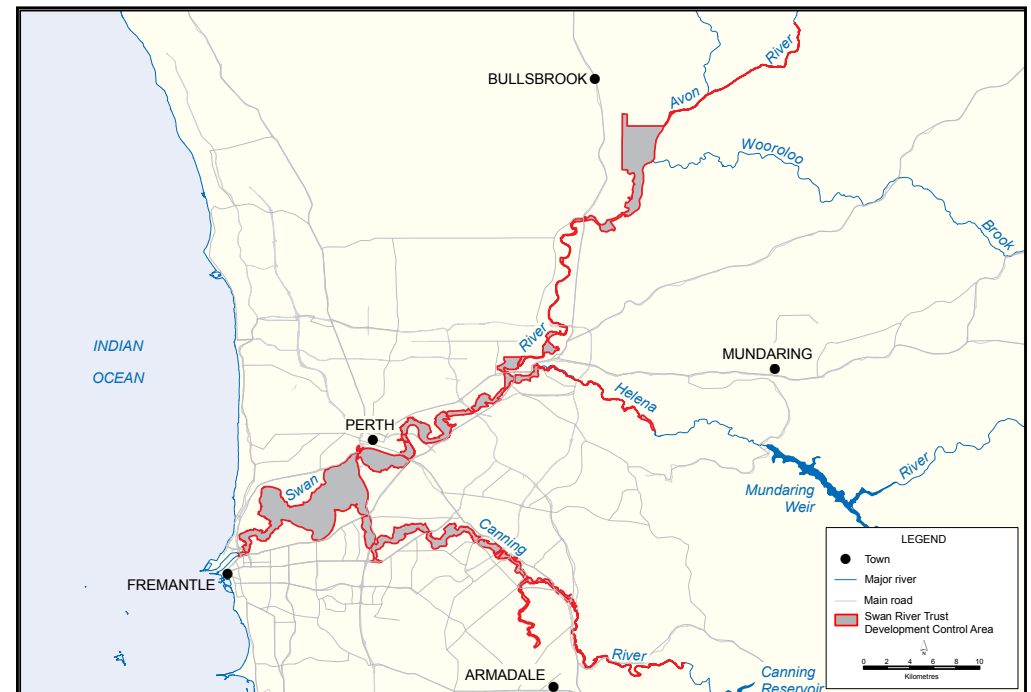 BULLSBROOK
River
Avon
Wooroloo
Brook
INDIAN
OCEAN
River
MUNDARING
Helena
PERTH
Swan
River
Mundaring
Weir
Canning
FREMANTLE
River
ARMADALE
Canning
Reservoir
LEGEND
Town
Major river
Main road
Swan River Trust
Development Control Area
N
0 2 4 6 8 10
Kilometres